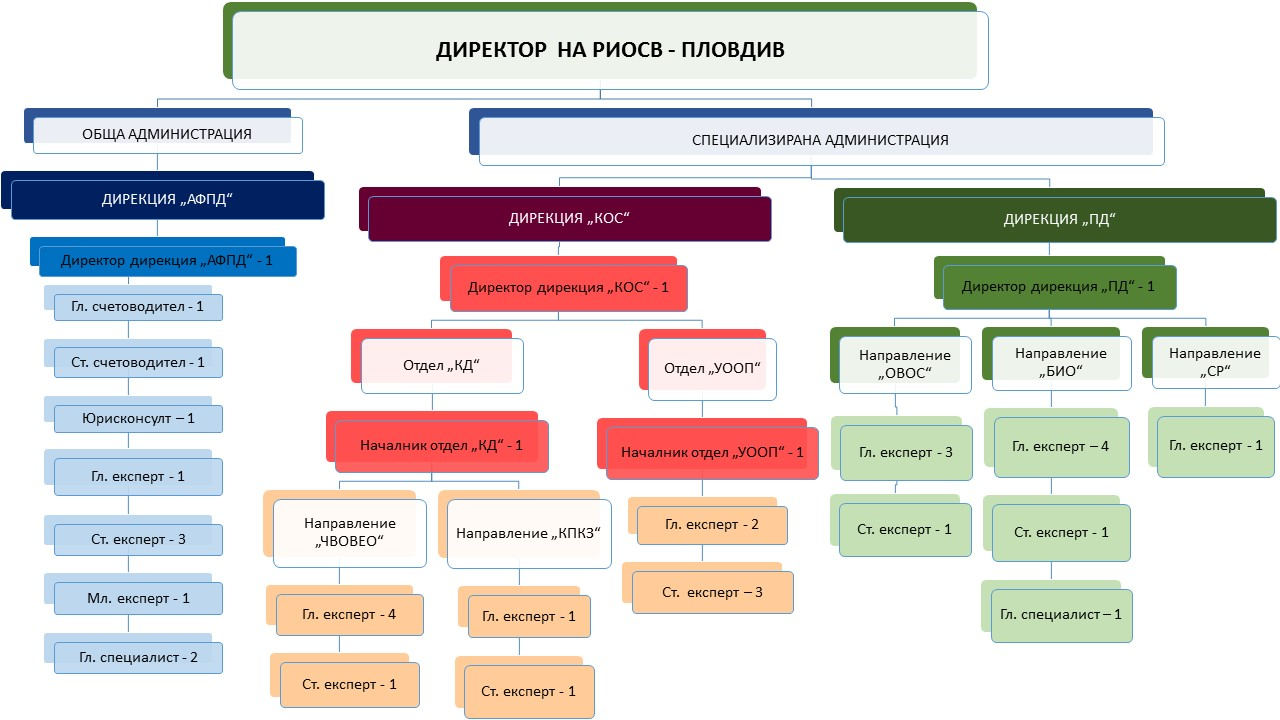 ДИРЕКТОР НА РИОСВ - ПЛОВДИВ
ОБЩА АДМИНИСТРАЦИЯ
СПЕЦИАЛИЗИРАНА АДМИНИСТРАЦИЯ
ДИРЕКЦИЯ „АФПД“
Директор дирекция „АФПД“ - 1
Гл. счетоводител - 1
Ст. счетоводител - 1
Юрисконсулт – 1
Гл. експерт - 1
Ст. експерт - 3
Мл. експерт - 1
Гл. специалист - 2
ДИРЕКЦИЯ „КОС“
Директор дирекция „КОС“ - 1
Отдел „КД“
Началник отдел „КД“ - 1
Направление
„ЧВОВЕО“
Гл. експерт - 4
Ст. експерт - 1
Направление „КПКЗ“
Гл. експерт - 1
Ст. експерт - 1
Отдел „УООП“
Началник отдел „УООП“ - 1
Гл. експерт - 2
Ст. експерт – 3
ДИРЕКЦИЯ „ПД“
Директор дирекция „ПД“ - 1
Направление
„ОВОС“
Гл. експерт - 3
Ст. експерт - 1
Направление
„БИО“
Гл. експерт – 4
Ст. експерт - 1
Гл. специалист – 1
Направление
„СР“
Гл. експерт - 1